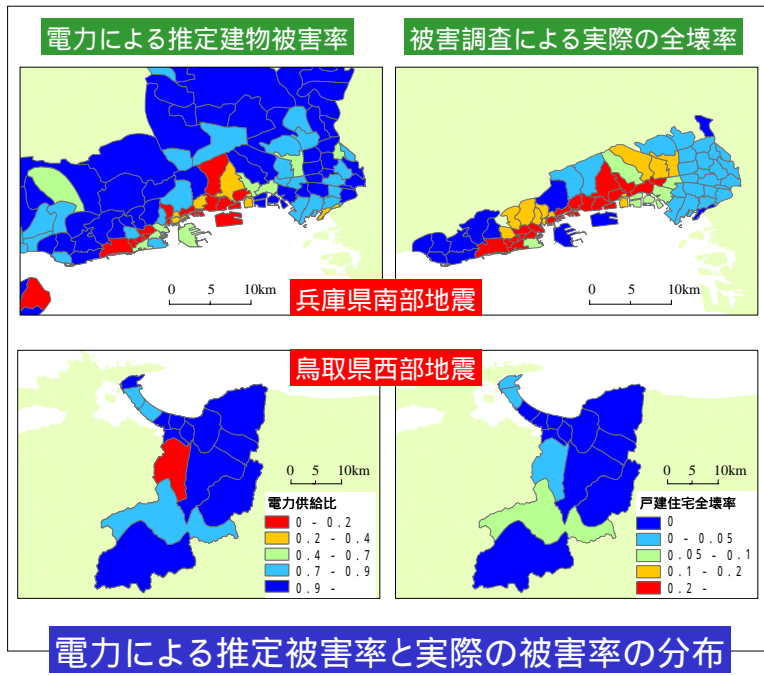 電力による推定建物被害率
被害調査による実際の全壊率
0 5 10km
0 5 10km
兵庫県南部地震
鳥取県西部地震
0 5 10km
電力供給比
0 - 0.2
0.2 - 0.4
0.4 - 0.7
0.7 - 0.9
0.9 -
0 5 10km
戸建住宅全壊率
0
0 - 0.05
0.05 - 0.1
0.1 - 0.2
0.2 -
電力による推定被害率と実際の被害率の分布